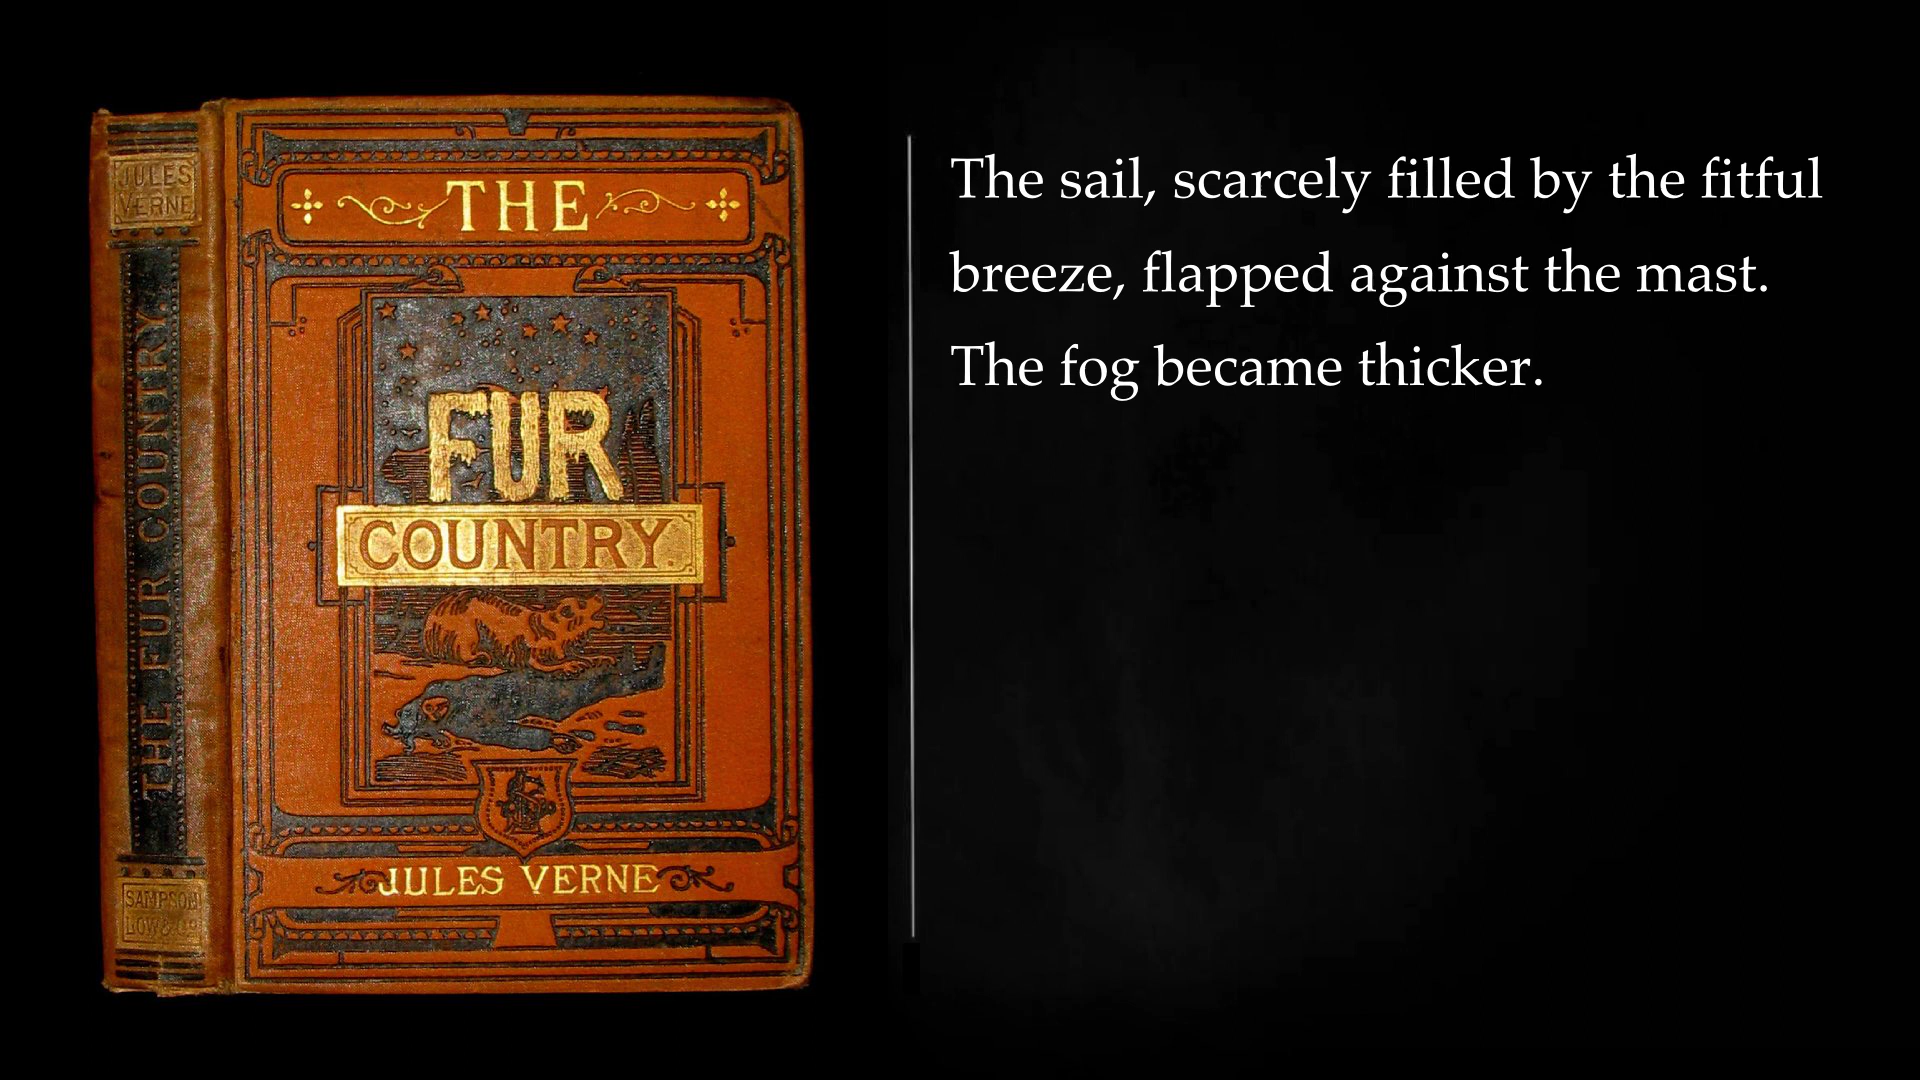 JULES
VERNE
THE FUR COUNTRY.
SAMPSON
LOW & Co.
THE
FUR
COUNTRY.
JULES VERNE
The sail, scarcely filled by the fitful
breeze, flapped against the mast.
The fog became thicker.